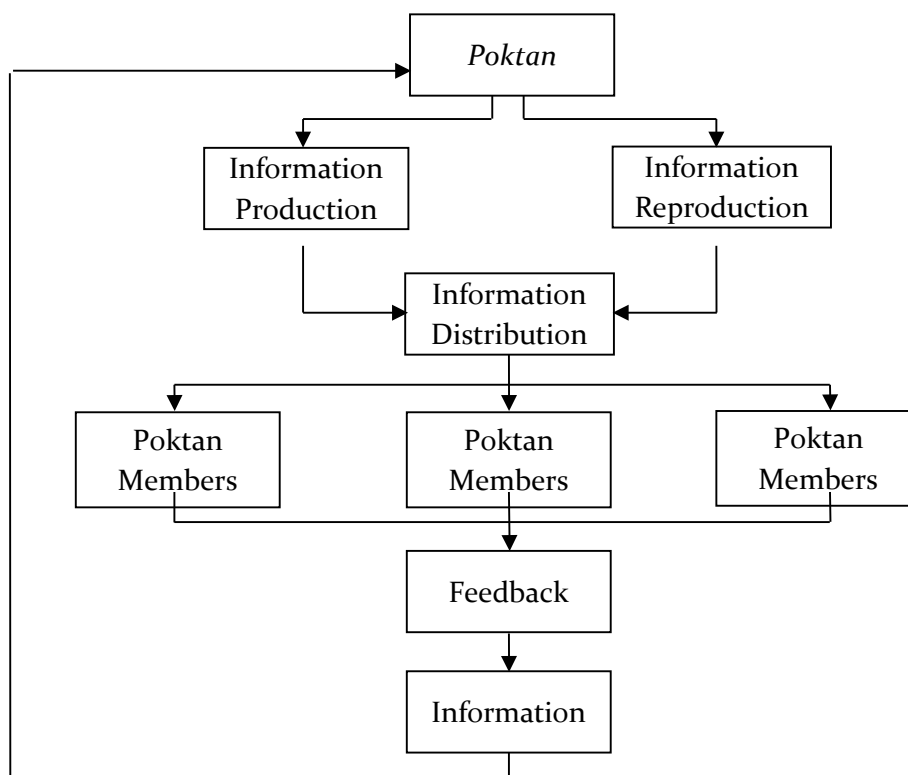 Poktan
Information
Production
Information
Reproduction
Information
Distribution
Poktan
Members
Poktan
Members
Poktan
Members
Feedback
Information